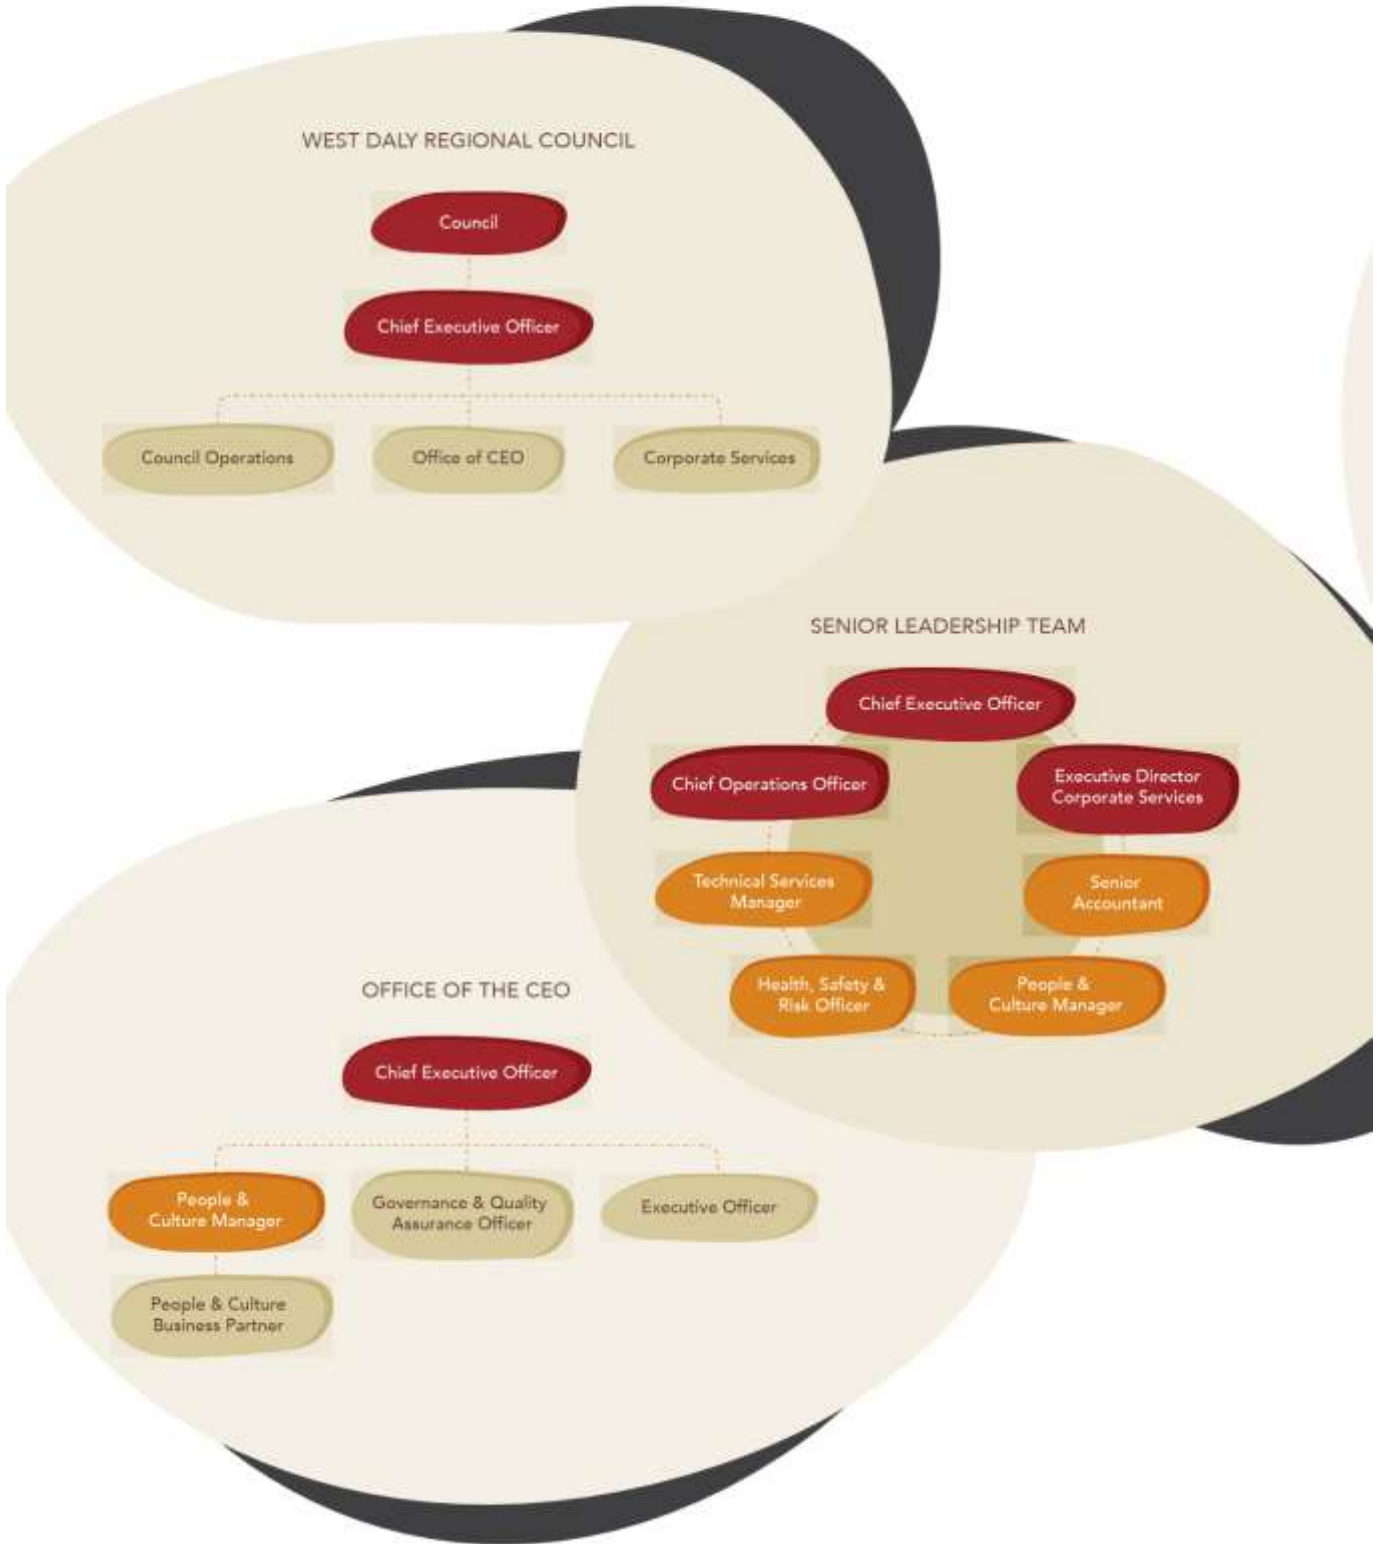 WEST DALY REGIONAL COUNCIL
Council
Chief Executive Officer
Council Operations
Office of CEO
Corporate Services
SENIOR LEADERSHIP TEAM
Chief Executive Officer
Chief Operations Officer
Executive Director
Corporate Services
Technical Services
Manager
Senior
Accountant
Health, Safety &
Risk Officer
People &
Culture Manager
OFFICE OF THE CEO
Chief Executive Officer
People &
Culture Manager
Governance & Quality
Assurance Officer
Executive Officer
People & Culture
Business Partner